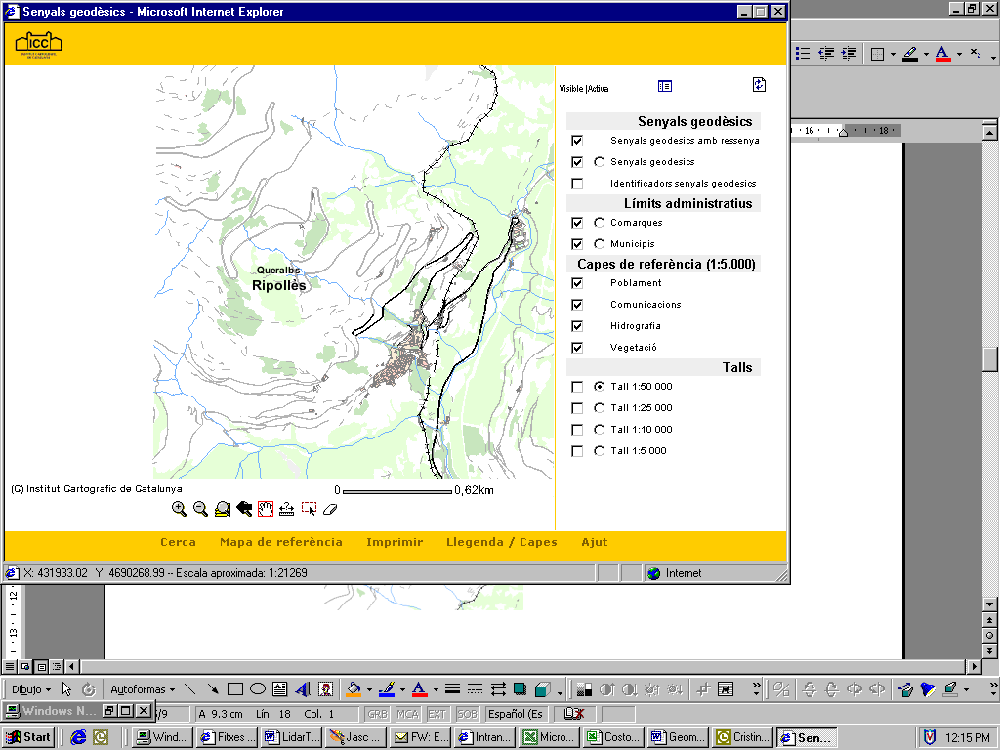 Senyals geodèsics - Microsoft Internet Explorer
ICC
Visible |Activa
Senyals geodèsics
Senyals geodesics amb ressenya
Senyals geodesics
Identificadors senyals geodesics
Límits administratius
Comarques
Municipis
Capes de referència (1:5.000)
Poblament
Comunicacions
Hidrografia
Vegetació
Talls
Tall 1:50 000
Tall 1:25 000
Tall 1:10 000
Tall 1:5 000
Queralbs
Ripollès
(C) Institut Cartografic de Catalunya
0 0,62km
Cerca Mapa de referència Imprimir Llegenda / Capes Ajut
X: 431933.02 Y: 4690268.99 -- Escala aproximada: 1:21269
Internet
16 18
12
13
Dibujo Autoformas
Windows N...
/9 A 9.3 cm Lín. 18 Col. 1 GRB MCA EXT SOB Español (Es
Start Wind... Fitxes ... LidarT... Jasc ... FW: E... Intran... Micro... Costo... Geom... Cristin... Sen... 12:15 PM